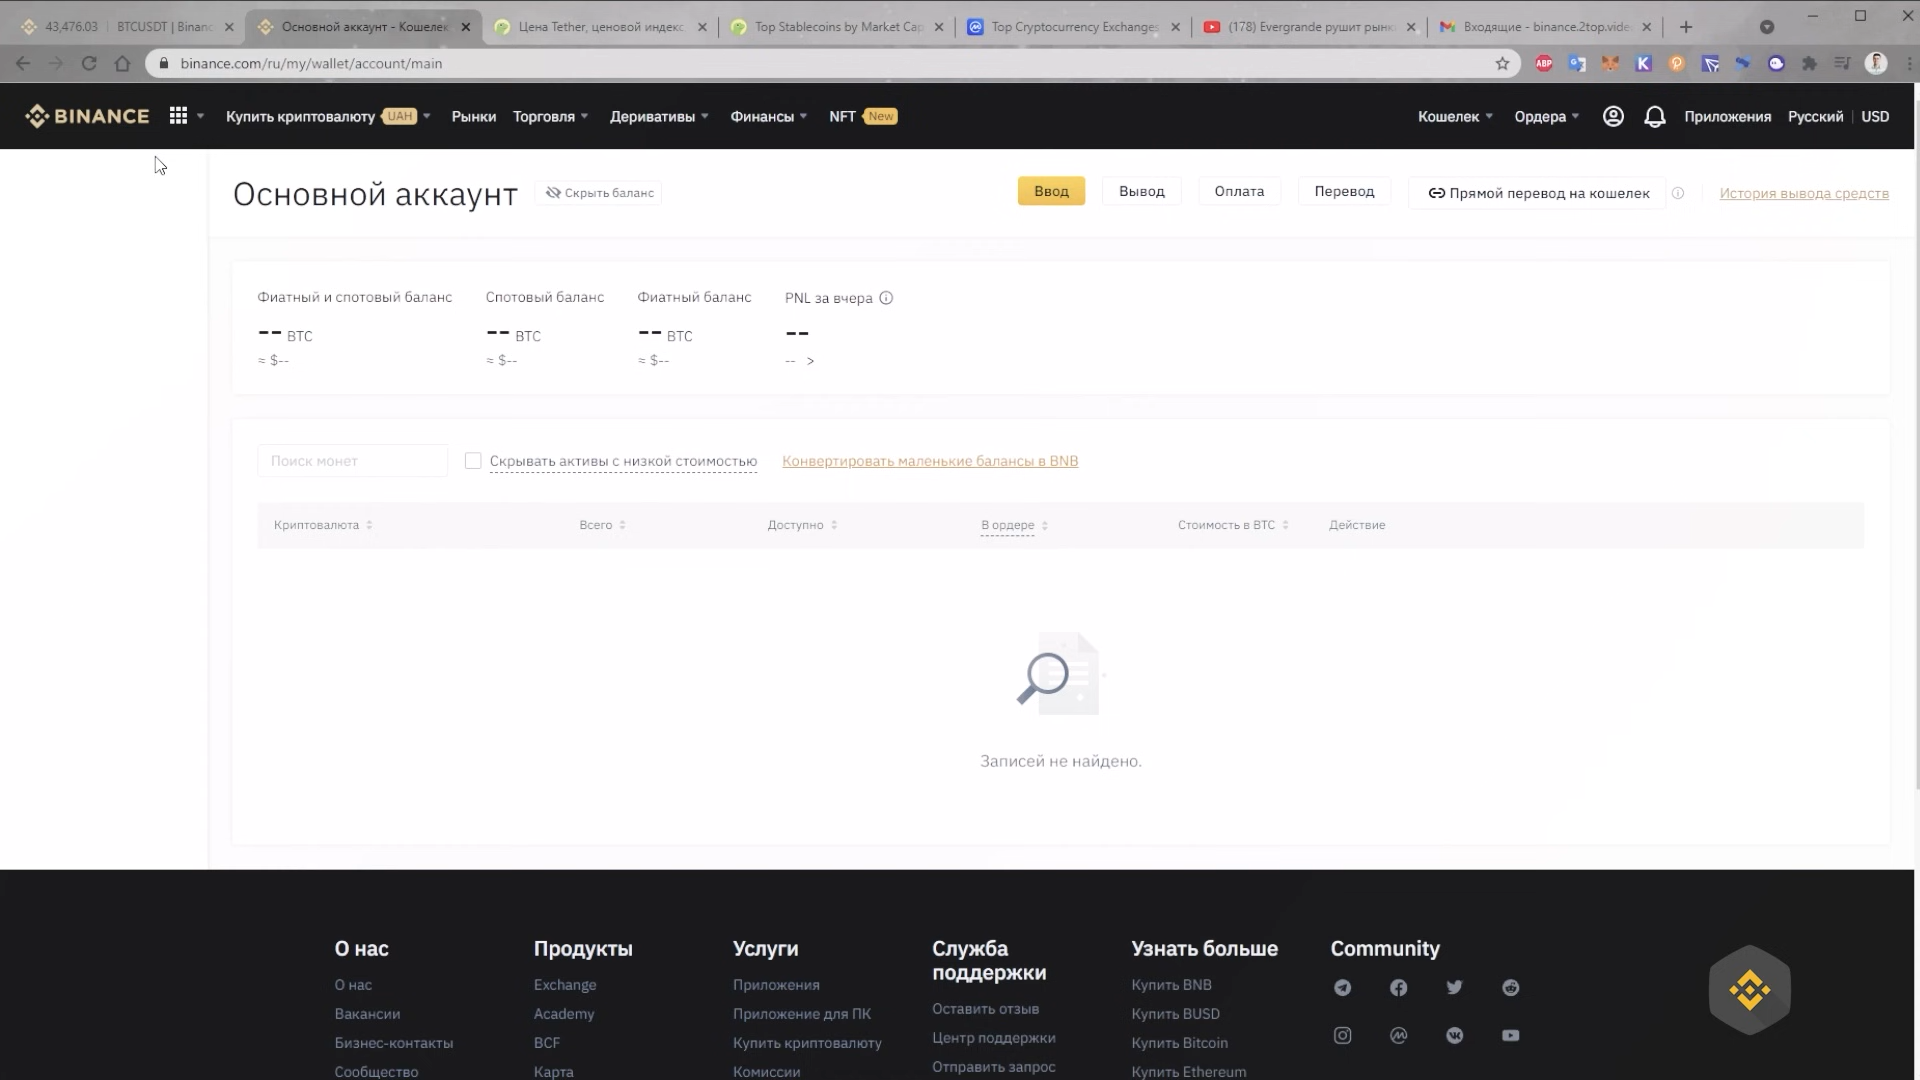 43,476.03 | BTCUSDT | Binanc
Основной аккаунт - Кошелек
Цена Tether, ценовой индекс
Top Stablecoins by Market Cap
Top Cryptocurrency Exchanges
(178) Evergrande рушит рынк
Входящие - binance.2top.vide
binance.com/ru/my/wallet/account/main
ABP
BINANCE
Купить криптовалюту UAH
Рынки
Торговля
Деривативы
Финансы
NFT New
Кошелек
Ордера
Приложения
Русский | USD
Основной аккаунт
Скрыть баланс
Ввод
Вывод
Оплата
Перевод
Прямой перевод на кошелек
История вывода средств
Фиатный и спотовый баланс
Спотовый баланс
Фиатный баланс
PNL за вчера
-- BTC
-- BTC
-- BTC
--
≈ $--
≈ $--
≈ $--
-- >
Поиск монет
Скрывать активы с низкой стоимостью
Конвертировать маленькие балансы в BNB
Криптовалюта
Всего
Доступно
В ордере
Стоимость в BTC
Действие
Записей не найдено.
О нас
О нас
Вакансии
Бизнес-контакты
Сообщество
Продукты
Exchange
Academy
BCF
Карта
Услуги
Приложения
Приложение для ПК
Купить криптовалюту
Комиссии
Служба
поддержки
Оставить отзыв
Центр поддержки
Отправить запрос
Узнать больше
Купить BNB
Купить BUSD
Купить Bitcoin
Купить Ethereum
Community